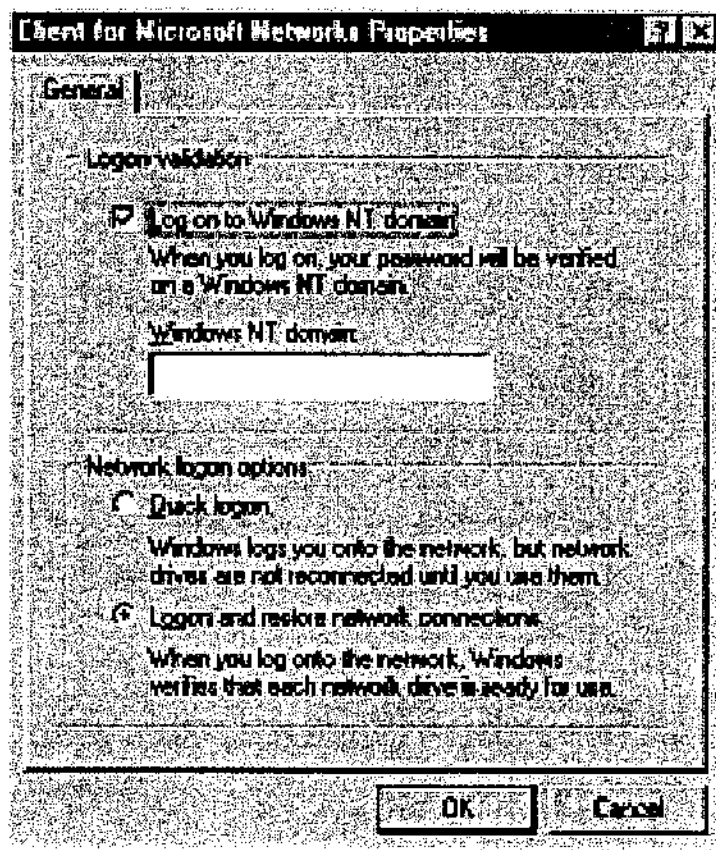 Client for Microsoft Networks Properties
General
Logon validation
Log on to Windows NT domain
When you log on, your password will be verified
on a Windows NT domain.
Windows NT domain:
Network logon options
Quick logon
Windows logs you onto the network, but network
drives are not reconnected until you use them.
Logon and restore network connections
When you log onto the network, Windows
verifies that each network drive is ready for use.
OK
Cancel